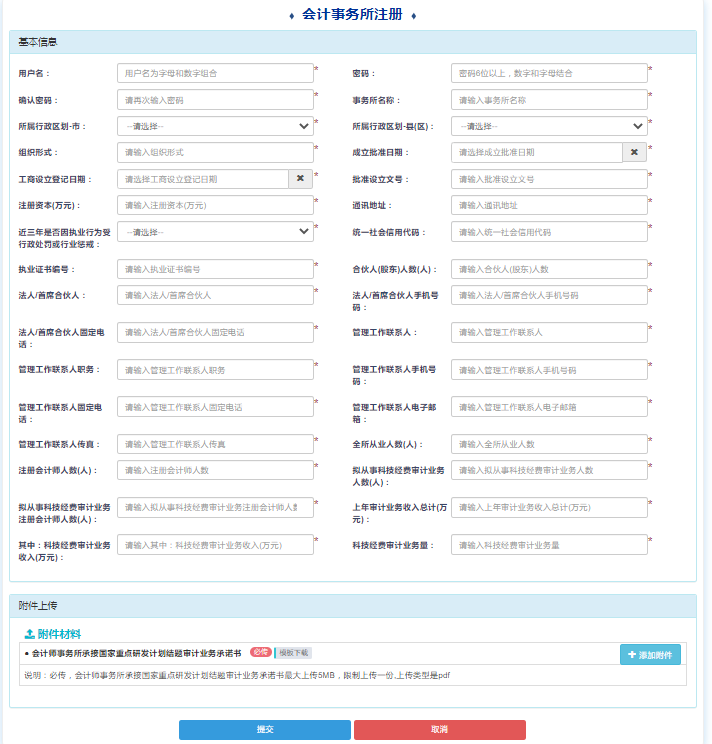 ♦ 会计事务所注册 ♦
基本信息
用户名： 用户名为字母和数字组合 * 密码： 密码6位以上，数字和字母结合 *
确认密码： 请再次输入密码 * 事务所名称： 请输入事务所名称 *
所属行政区划-市： --请选择-- * 所属行政区划-县(区)： --请选择-- *
组织形式： 请输入组织形式 * 成立批准日期： 请选择成立批准日期 ✖ *
工商设立登记日期： 请选择工商设立登记日期 ✖ * 批准设立文号： 请输入批准设立文号 *
注册资本(万元)： 请输入注册资本(万元) * 通讯地址： 请输入通讯地址 *
近三年是否因执业行为受 --请选择-- * 统一社会信用代码： 请输入统一社会信用代码 *
行政处罚或行业惩戒：
执业证书编号： 请输入执业证书编号 * 合伙人(股东)人数(人)： 请输入合伙人(股东)人数 *
法人/首席合伙人： 请输入法人/首席合伙人 * 法人/首席合伙人手机号 请输入法人/首席合伙人手机号码 *
码：
法人/首席合伙人固定电 请输入法人/首席合伙人固定电话 * 管理工作联系人： 请输入管理工作联系人 *
话：
管理工作联系人职务： 请输入管理工作联系人职务 * 管理工作联系人手机号 请输入管理工作联系人手机号码 *
码：
管理工作联系人固定电 请输入管理工作联系人固定电话 * 管理工作联系人电子邮 请输入管理工作联系人电子邮箱 *
话： 箱：
管理工作联系人传真： 请输入管理工作联系人传真 * 全所从业人数(人)： 请输入全所从业人数 *
注册会计师人数(人)： 请输入注册会计师人数 * 拟从事科技经费审计业务 请输入拟从事科技经费审计业务人数 *
人数(人)：
拟从事科技经费审计业务 请输入拟从事科技经费审计业务注册会计师人数 * 上年审计业务收入总计(万 请输入上年审计业务收入总计(万元) *
注册会计师人数(人)： 元)：
其中：科技经费审计业务 请输入其中：科技经费审计业务收入(万元) * 科技经费审计业务量： 请输入科技经费审计业务量 *
收入(万元)：
附件上传
附件材料
● 会计师事务所承接国家重点研发计划结题审计业务承诺书 必传 模板下载 + 添加附件
说明：必传，会计师事务所承接国家重点研发计划结题审计业务承诺书最大上传5MB，限制上传一份,上传类型是pdf
提交 取消